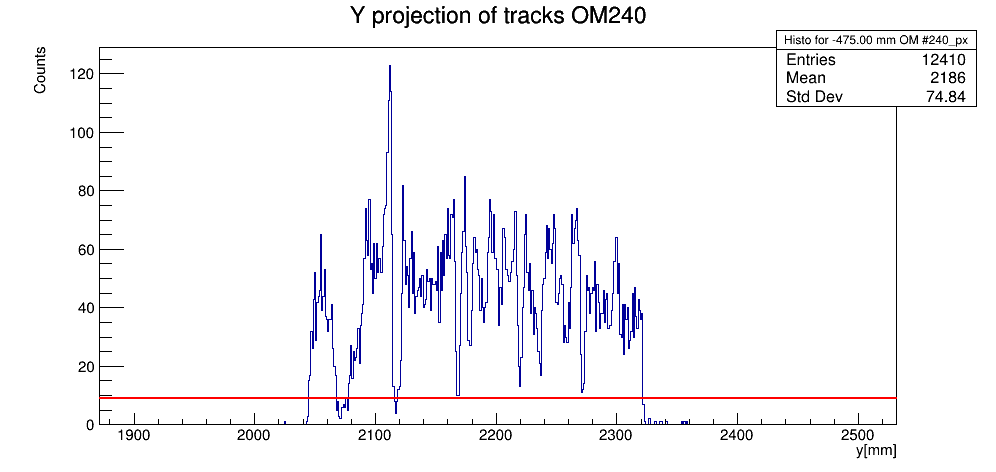 Y projection of tracks OM240
Histo for -475.00 mm OM #240_px
Entries 12410
Mean 2186
Std Dev 74.84
Counts
120
100
80
60
40
20
0
1900 2000 2100 2200 2300 2400 2500
y[mm]